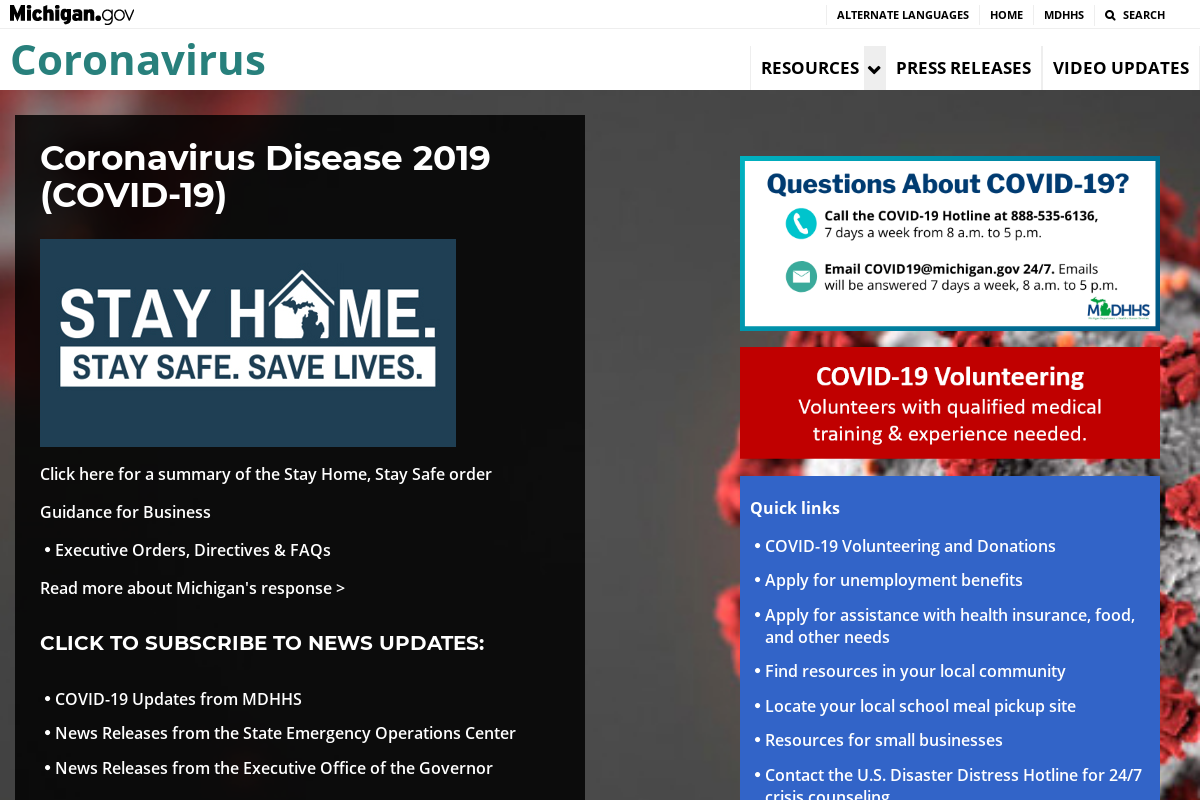 Michigan.gov
ALTERNATE LANGUAGES
HOME
MDHHS
SEARCH
Coronavirus
RESOURCES
PRESS RELEASES
VIDEO UPDATES
Coronavirus Disease 2019
(COVID-19)
STAY HOME.
STAY SAFE. SAVE LIVES.
Click here for a summary of the Stay Home, Stay Safe order
Guidance for Business
• Executive Orders, Directives & FAQs
Read more about Michigan's response >
CLICK TO SUBSCRIBE TO NEWS UPDATES:
• COVID-19 Updates from MDHHS
• News Releases from the State Emergency Operations Center
• News Releases from the Executive Office of the Governor
Questions About COVID-19?
Call the COVID-19 Hotline at 888-535-6136,
7 days a week from 8 a.m. to 5 p.m.
Email COVID19@michigan.gov 24/7. Emails
will be answered 7 days a week, 8 a.m. to 5 p.m.
MDHHS
COVID-19 Volunteering
Volunteers with qualified medical
training & experience needed.
Quick links
• COVID-19 Volunteering and Donations
• Apply for unemployment benefits
• Apply for assistance with health insurance, food,
and other needs
• Find resources in your local community
• Locate your local school meal pickup site
• Resources for small businesses
• Contact the U.S. Disaster Distress Hotline for 24/7
crisis counseling